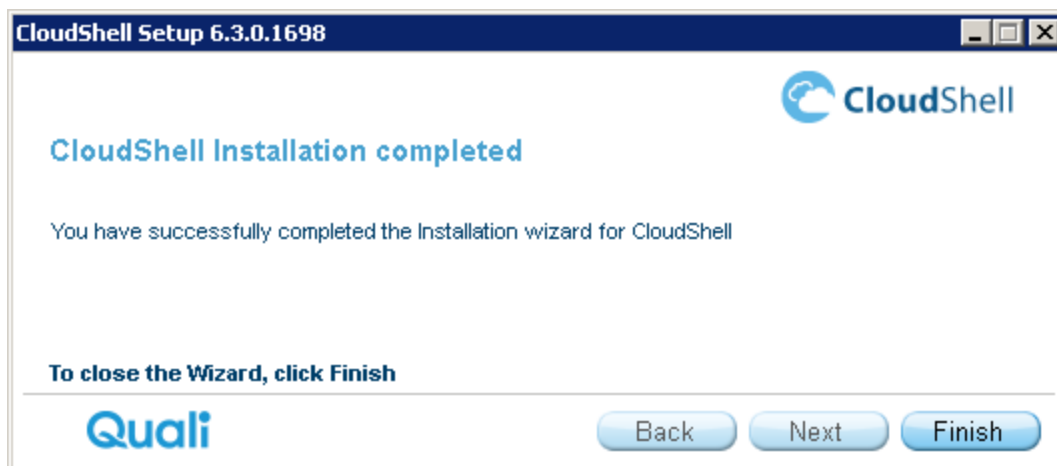 CloudShell Setup 6.3.0.1698
CloudShell
CloudShell Installation completed
You have successfully completed the Installation wizard for CloudShell
To close the Wizard, click Finish
Quali Back Next Finish